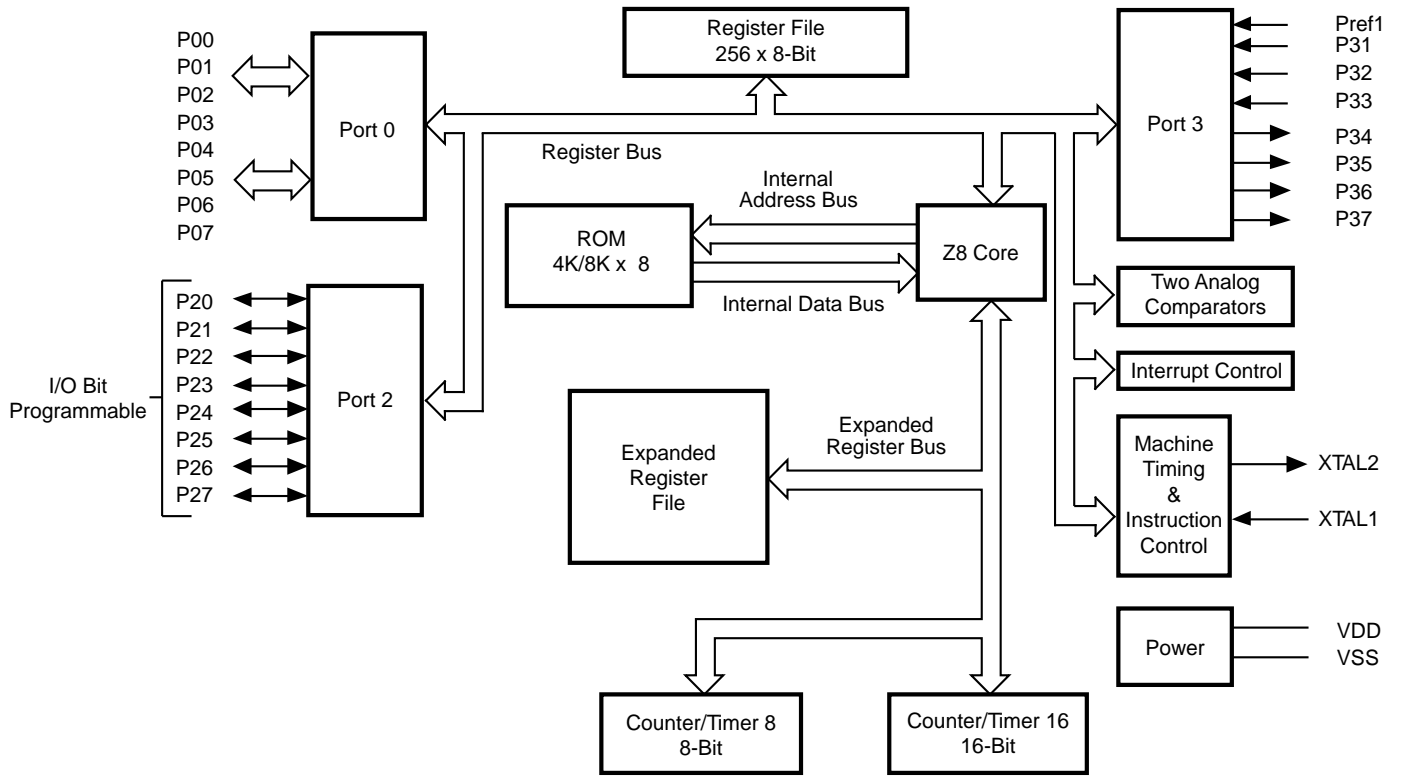 P00
P01
P02
P03
P04
P05
P06
P07
Port 0
Register File
256 x 8-Bit
Register Bus
Port 3
Pref1
P31
P32
P33
P34
P35
P36
P37
Internal
Address Bus
ROM
4K/8K x 8
Z8 Core
Internal Data Bus
Two Analog
Comparators
Interrupt Control
I/O Bit
Programmable
P20
P21
P22
P23
P24
P25
P26
P27
Port 2
Expanded
Register
File
Expanded
Register Bus
Machine
Timing
&
Instruction
Control
XTAL2
XTAL1
Power
VDD
VSS
Counter/Timer 8
8-Bit
Counter/Timer 16
16-Bit